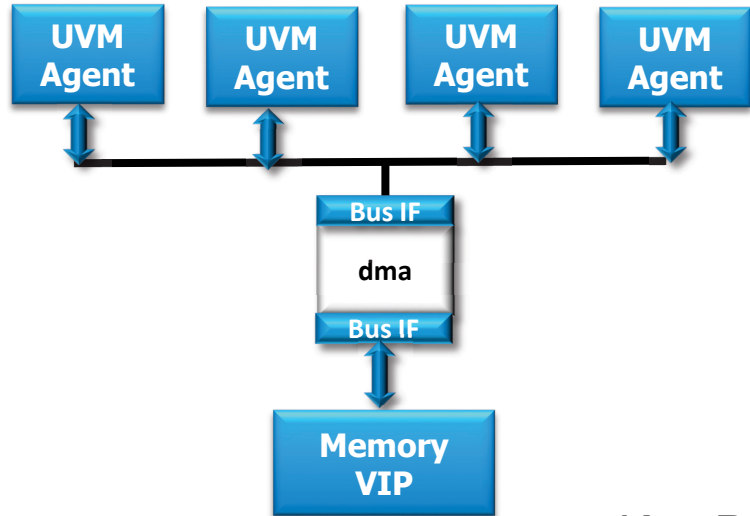 UVM
Agent
UVM
Agent
UVM
Agent
UVM
Agent
Bus IF
dma
Bus IF
Memory
VIP